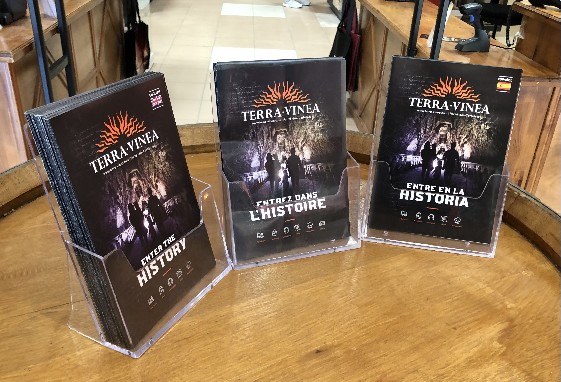 TERRA·VINEA
ENTER THE
HISTORY
TERRA·VINEA
ENTREZ DANS
L'HISTOIRE
TERRA·VINEA
ENTRE EN LA
HISTORIA